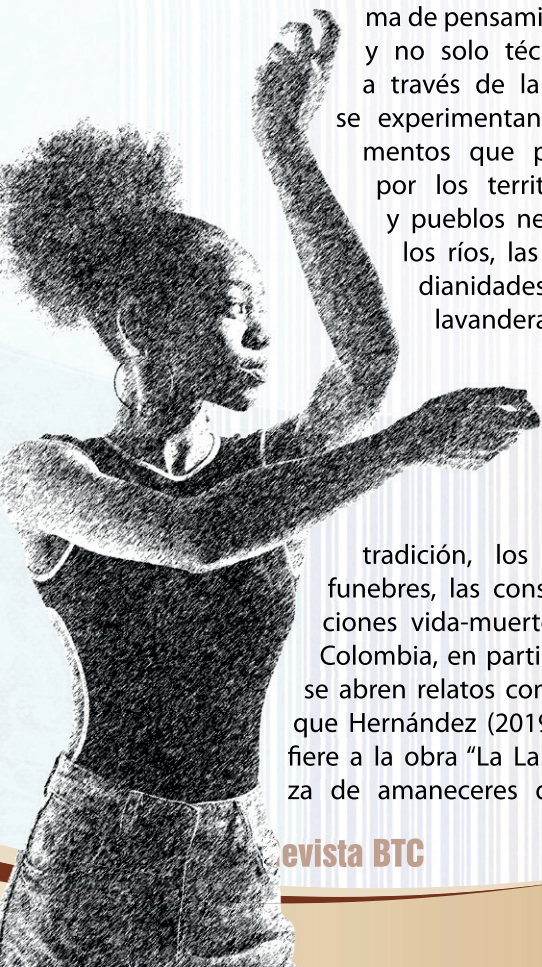 ma de pensami
y no solo téc
a través de la
se experimentan
mentos que p
por los territ
y pueblos ne
los ríos, las
dianidades
lavandera
tradición, los
funebres, las cons
ciones vida-muerte
Colombia, en parti
se abren relatos con
que Hernández (2019
fiere a la obra “La La
za de amaneceres d
evista BTC